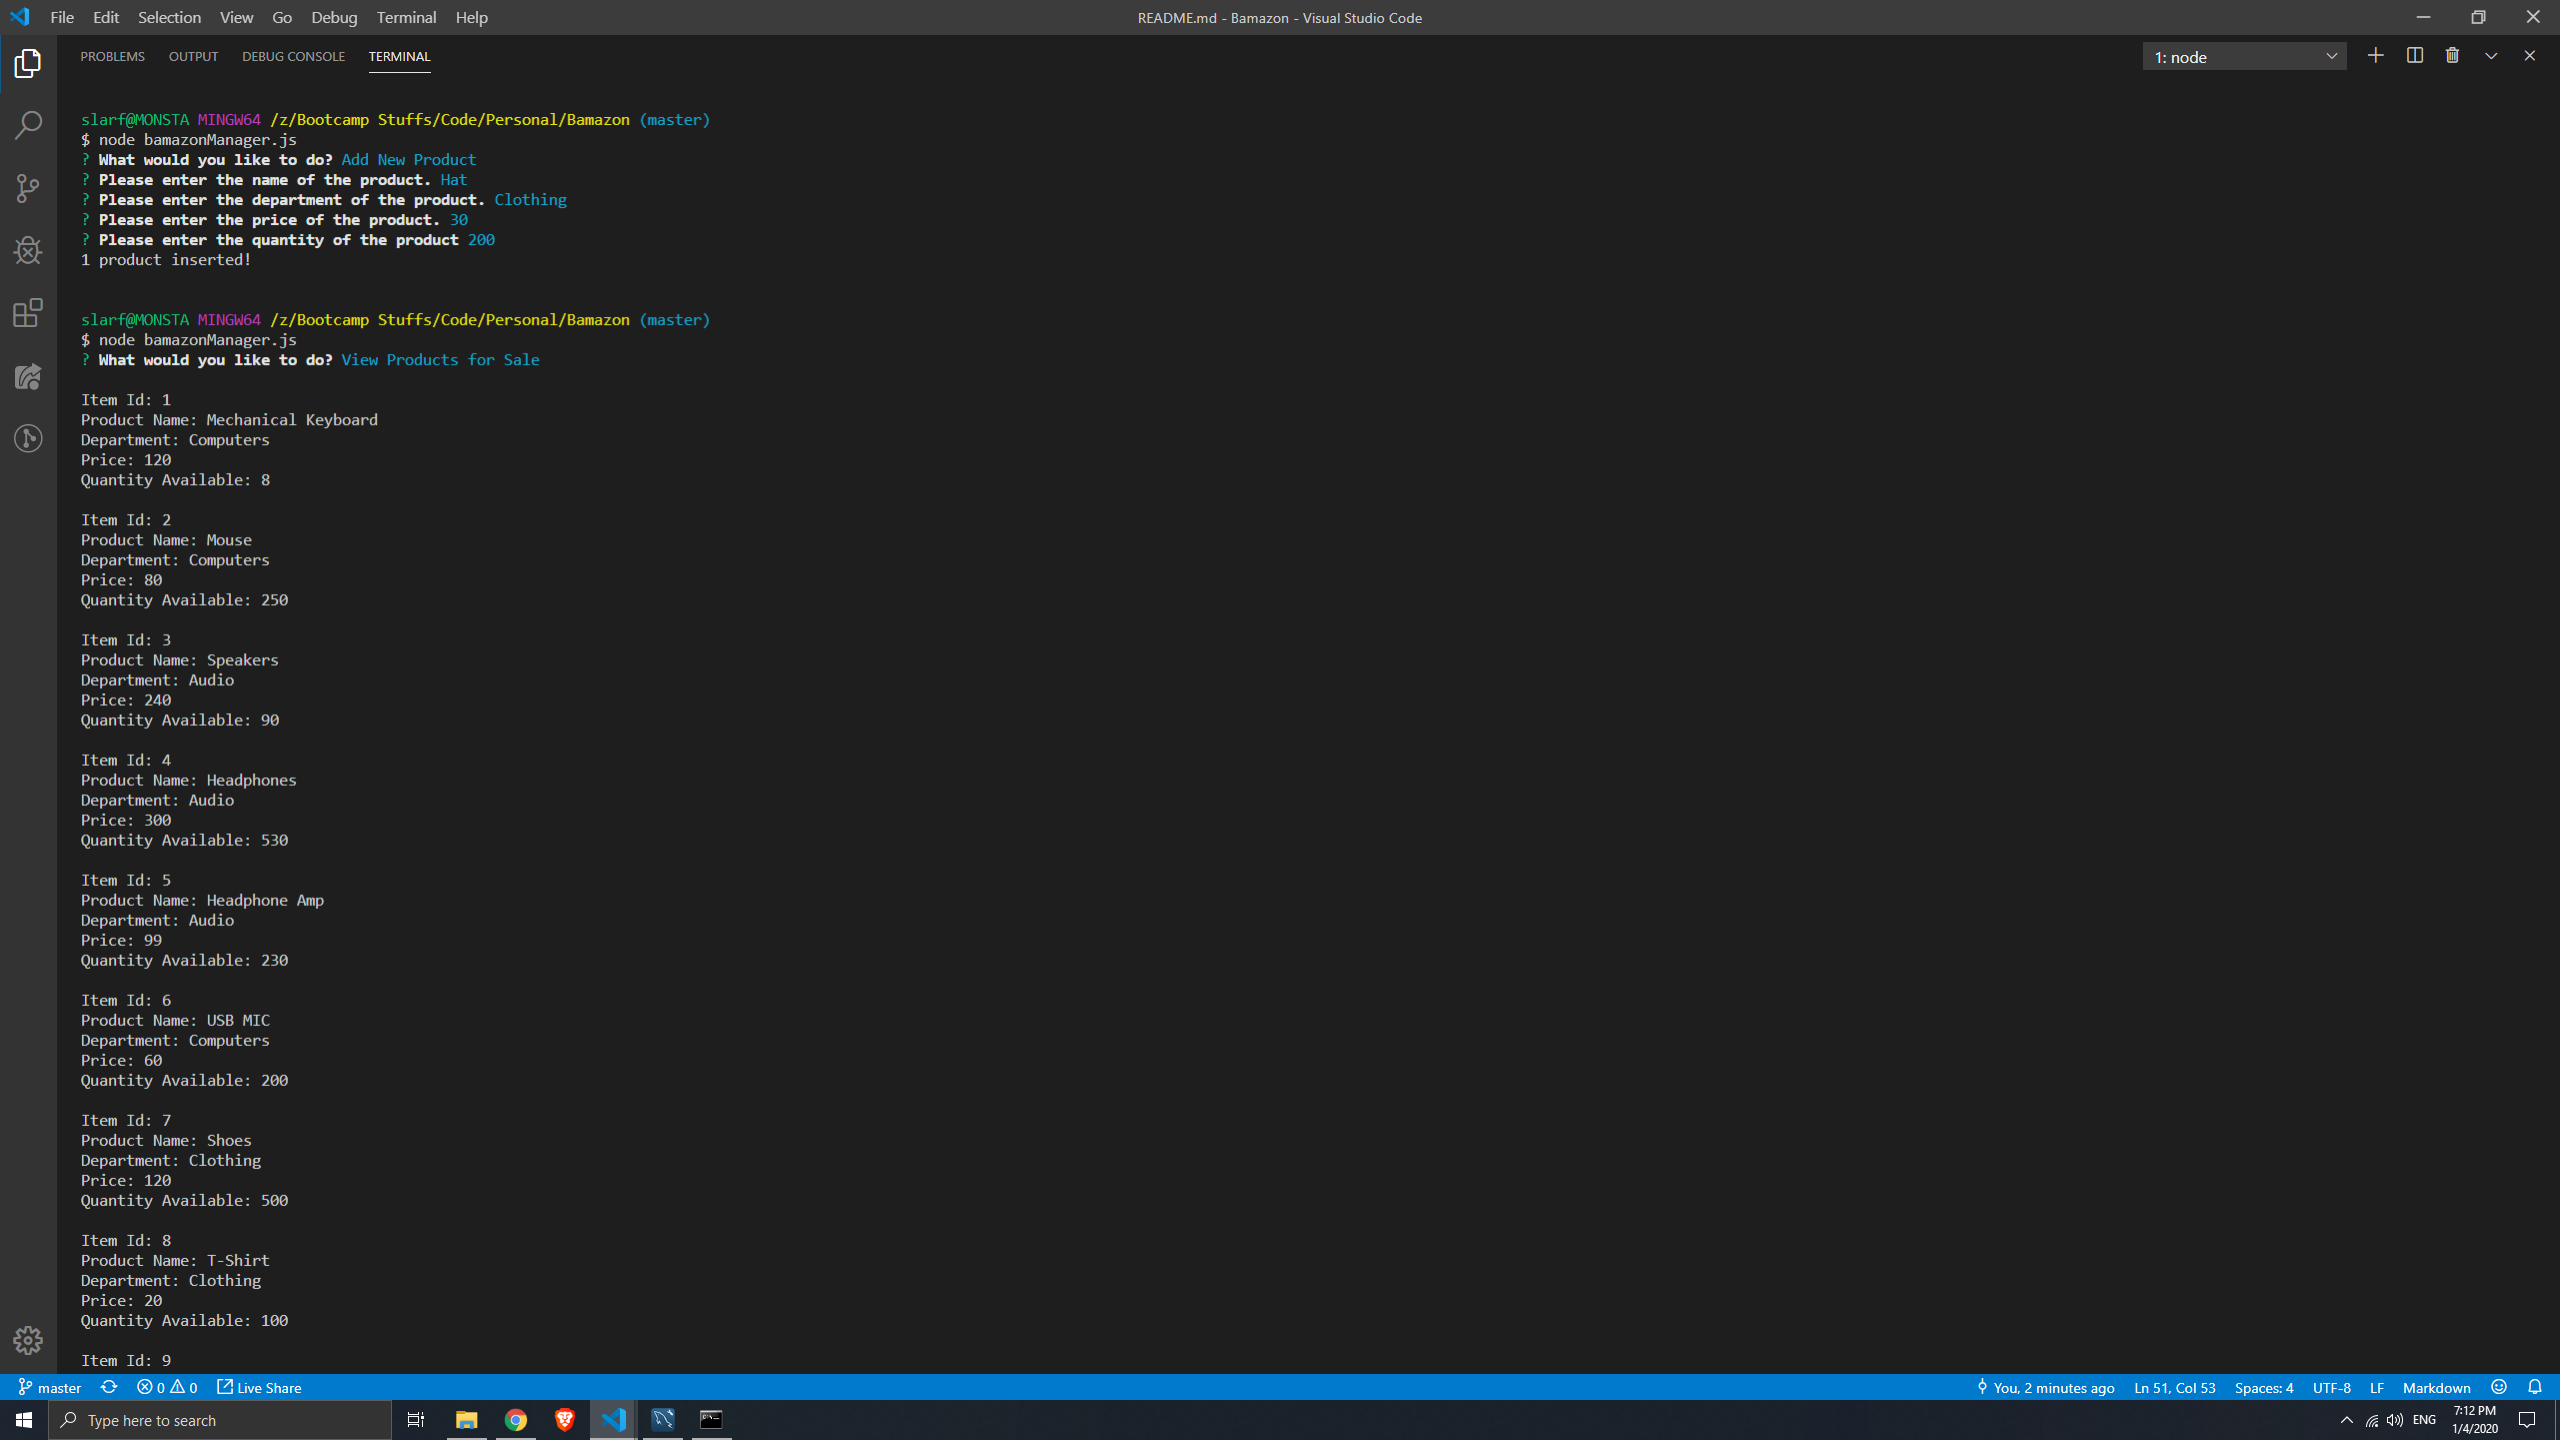 File Edit Selection View Go Debug Terminal Help
README.md - Bamazon - Visual Studio Code
PROBLEMS OUTPUT DEBUG CONSOLE TERMINAL
1: node
slarf@MONSTA MINGW64 /z/Bootcamp Stuffs/Code/Personal/Bamazon (master)
$ node bamazonManager.js
? What would you like to do? Add New Product
? Please enter the name of the product. Hat
? Please enter the department of the product. Clothing
? Please enter the price of the product. 30
? Please enter the quantity of the product 200
1 product inserted!
slarf@MONSTA MINGW64 /z/Bootcamp Stuffs/Code/Personal/Bamazon (master)
$ node bamazonManager.js
? What would you like to do? View Products for Sale
Item Id: 1
Product Name: Mechanical Keyboard
Department: Computers
Price: 120
Quantity Available: 8
Item Id: 2
Product Name: Mouse
Department: Computers
Price: 80
Quantity Available: 250
Item Id: 3
Product Name: Speakers
Department: Audio
Price: 240
Quantity Available: 90
Item Id: 4
Product Name: Headphones
Department: Audio
Price: 300
Quantity Available: 530
Item Id: 5
Product Name: Headphone Amp
Department: Audio
Price: 99
Quantity Available: 230
Item Id: 6
Product Name: USB MIC
Department: Computers
Price: 60
Quantity Available: 200
Item Id: 7
Product Name: Shoes
Department: Clothing
Price: 120
Quantity Available: 500
Item Id: 8
Product Name: T-Shirt
Department: Clothing
Price: 20
Quantity Available: 100
Item Id: 9
master 0 0 Live Share
You, 2 minutes ago Ln 51, Col 53 Spaces: 4 UTF-8 LF Markdown
Type here to search
ENG
7:12 PM
1/4/2020